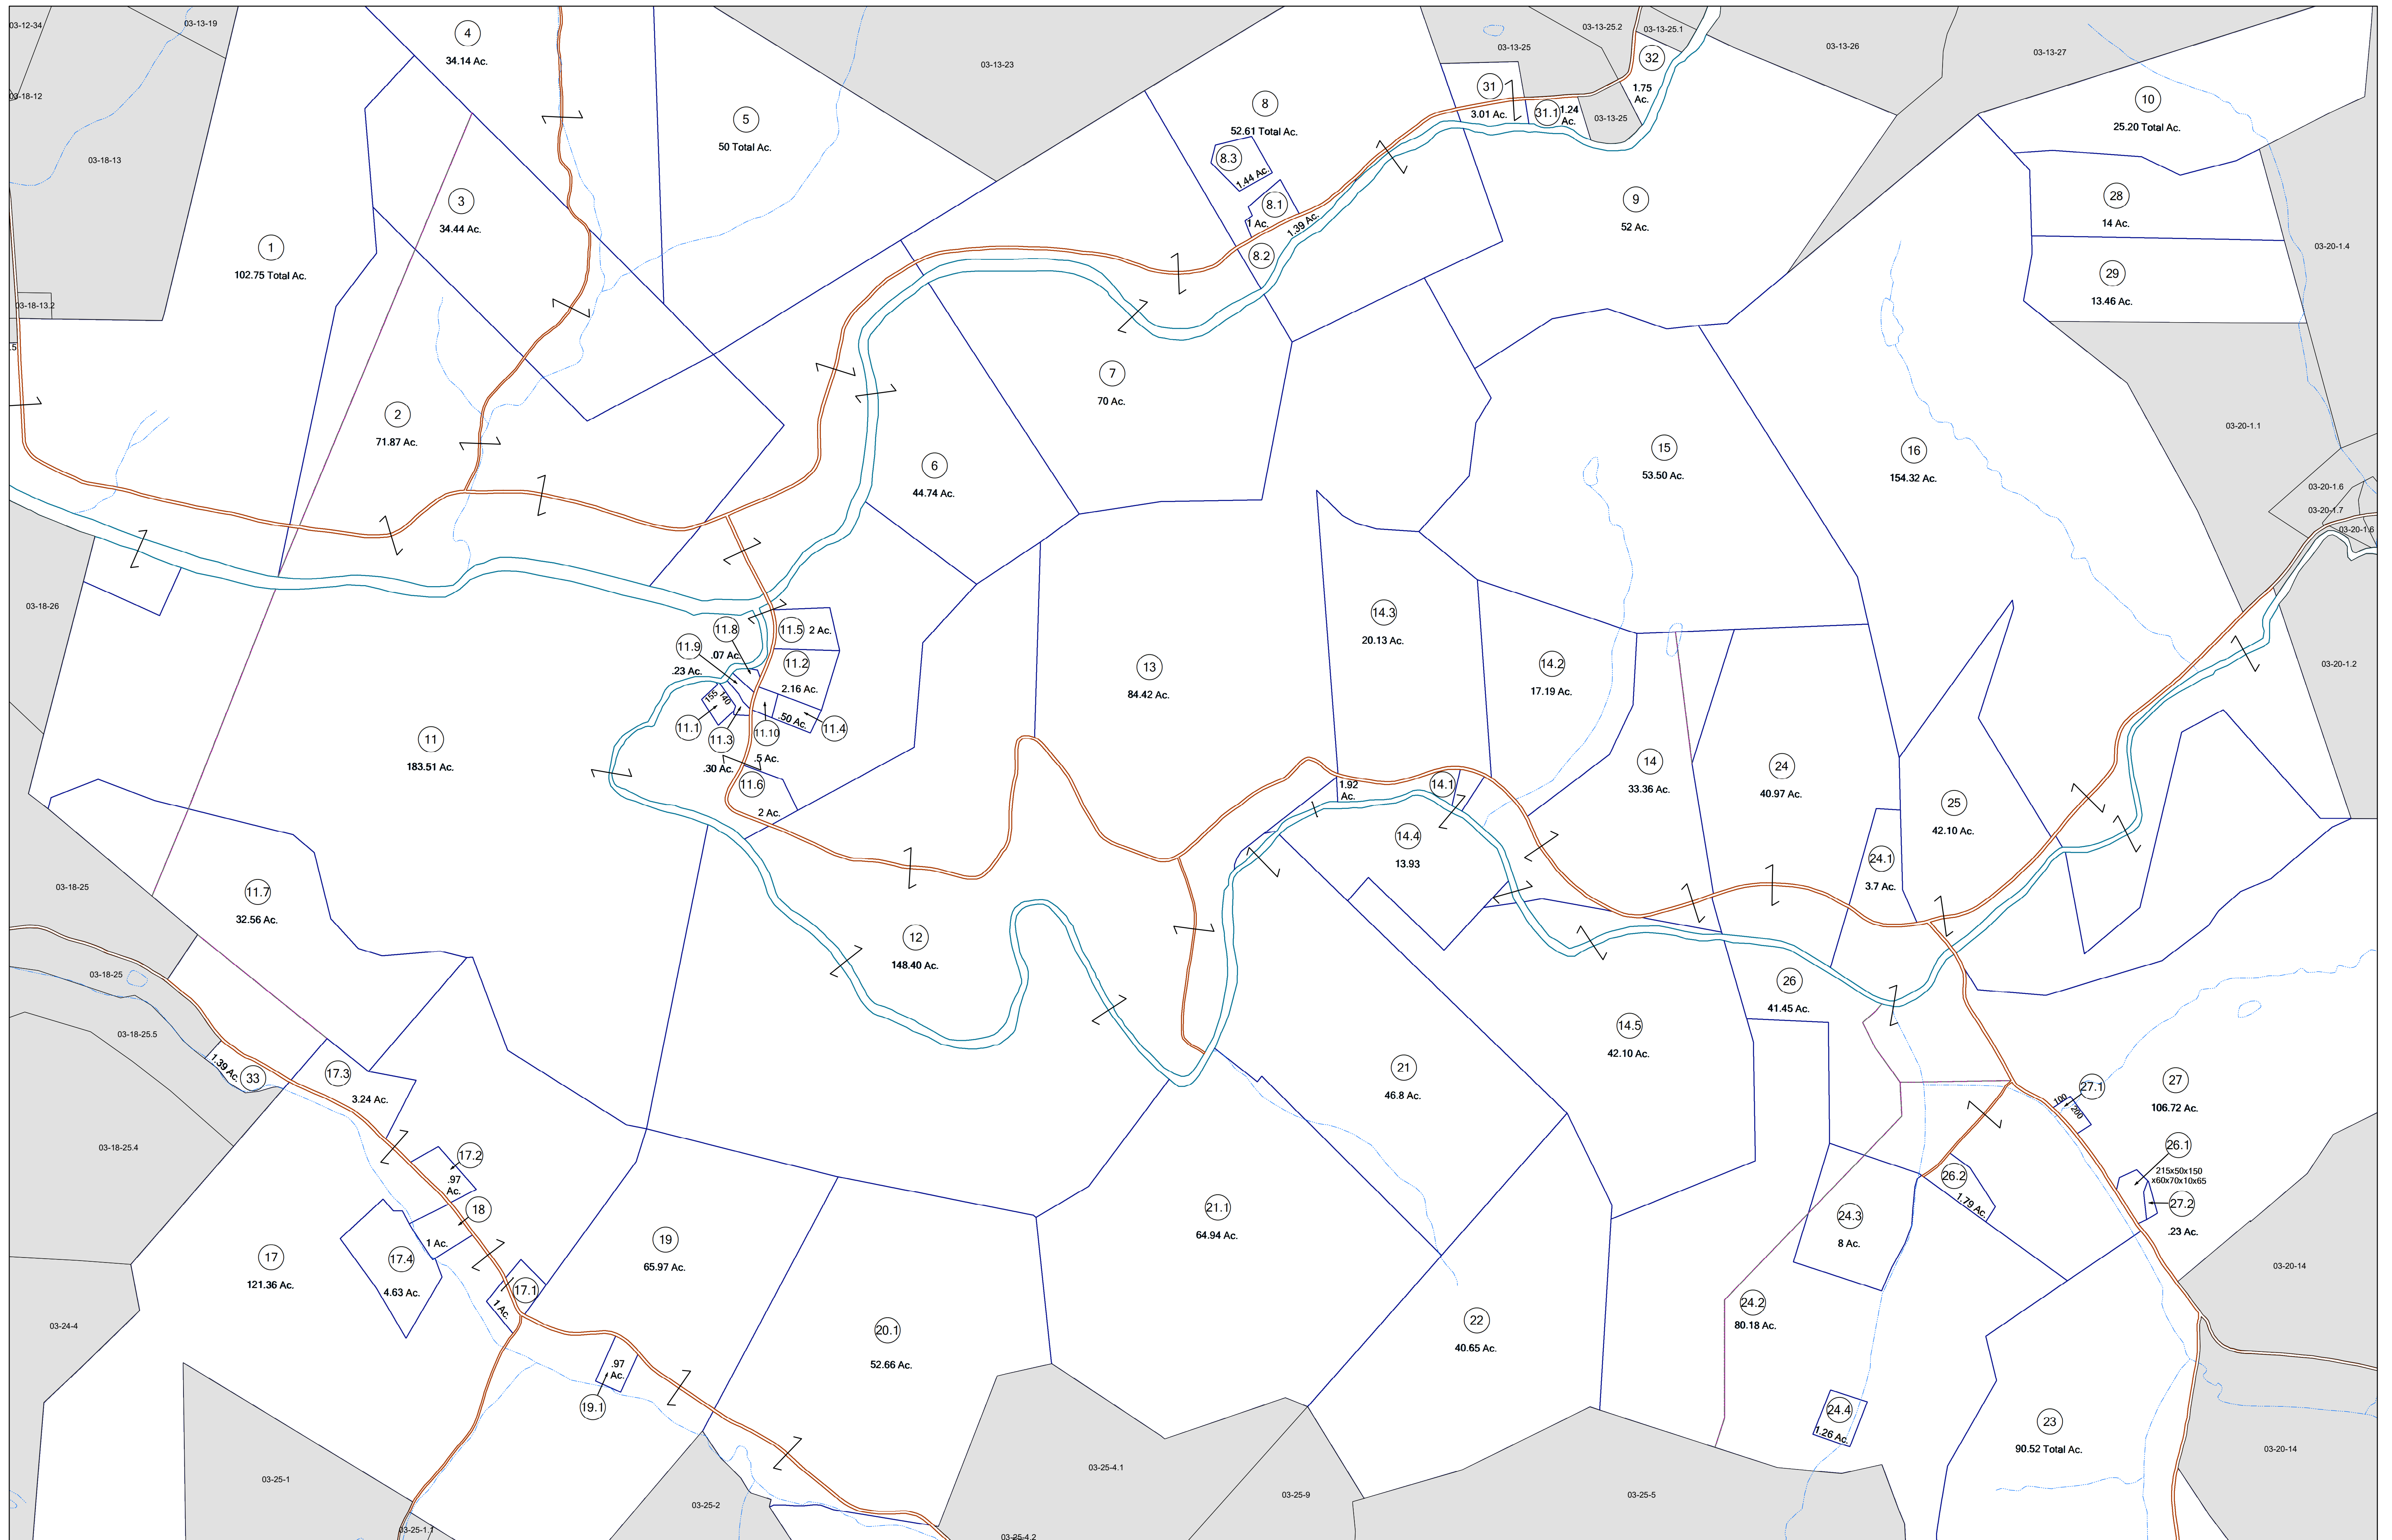 03-12-34
03-13-19
4
34.14 Ac.
03-13-23
03-13-25.2
03-13-25.1
03-13-25
32
03-13-26
03-13-27
03-18-12
5
50 Total Ac.
8
52.61 Total Ac.
31
3.01 Ac.
31.1
1.24
Ac.
1.75
Ac.
03-13-25
10
25.20 Total Ac.
03-18-13
8.3
1.44 Ac.
3
34.44 Ac.
8.1
1 Ac.
1.39 Ac.
8.2
9
52 Ac.
28
14 Ac.
1
102.75 Total Ac.
03-20-1.4
29
13.46 Ac.
03-18-13.2
.5
7
70 Ac.
2
71.87 Ac.
03-20-1.1
6
44.74 Ac.
15
53.50 Ac.
16
154.32 Ac.
03-20-1.6
03-20-1.7
03-20-1.6
03-18-26
11.8
.07 Ac.
11.5
2 Ac.
11.9
.23 Ac.
11.2
2.16 Ac.
14.3
20.13 Ac.
13
84.42 Ac.
14.2
17.19 Ac.
03-20-1.2
155
140
11.1
11.3
.30 Ac.
11.10
.5 Ac.
.50 Ac.
11.4
11
183.51 Ac.
11.6
2 Ac.
14
33.36 Ac.
24
40.97 Ac.
1.92
Ac.
14.1
25
42.10 Ac.
14.4
13.93
24.1
3.7 Ac.
03-18-25
11.7
32.56 Ac.
12
148.40 Ac.
03-18-25
26
41.45 Ac.
03-18-25.5
14.5
42.10 Ac.
1.39 Ac.
33
17.3
3.24 Ac.
21
46.8 Ac.
100
200
27.1
27
106.72 Ac.
03-18-25.4
17.2
.97
Ac.
26.1
215x50x150
x60x70x10x65
26.2
1.79 Ac.
27.2
.23 Ac.
18
1 Ac.
21.1
64.94 Ac.
24.3
8 Ac.
17
121.36 Ac.
17.4
4.63 Ac.
19
65.97 Ac.
03-20-14
17.1
1 Ac.
24.2
80.18 Ac.
03-24-4
20.1
52.66 Ac.
22
40.65 Ac.
.97
Ac.
19.1
24.4
1.26 Ac.
23
90.52 Total Ac.
03-20-14
03-25-1
03-25-4.1
03-25-2
03-25-9
03-25-5
03-25-1.1
03-25-4.2